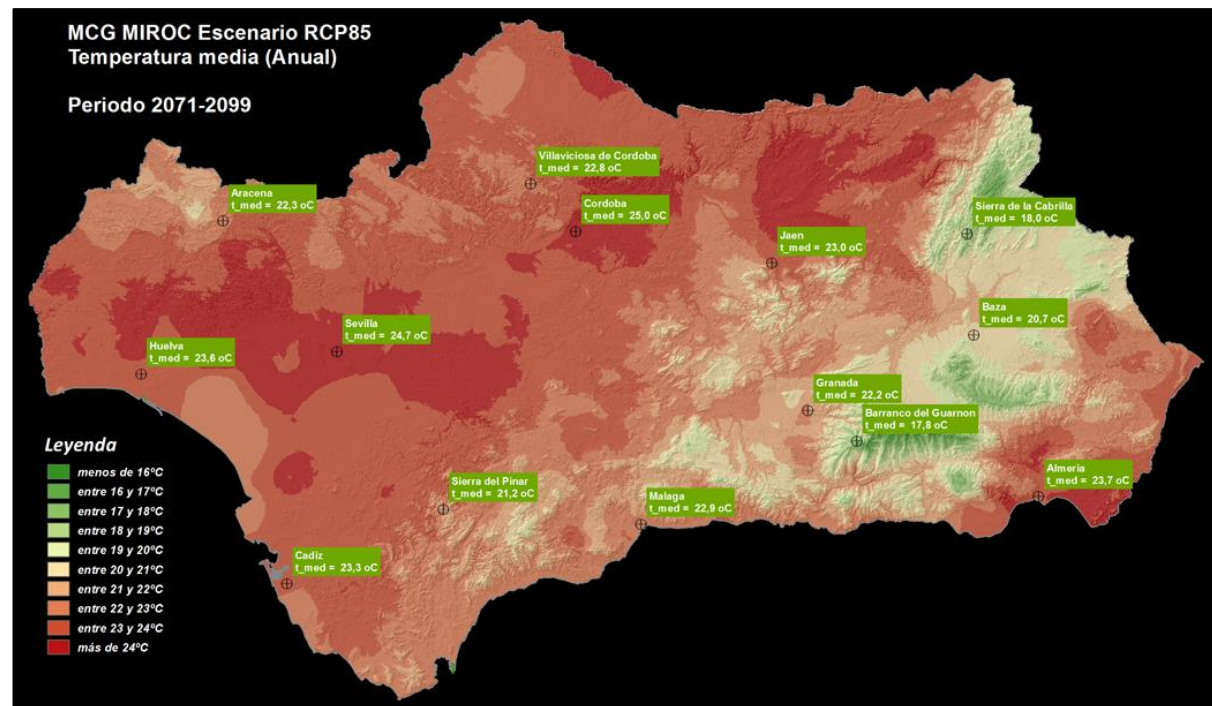 MCG MIROC Escenario RCP85
Temperatura media (Anual)
Periodo 2071-2099
Villaviciosa de Cordoba
t_med = 22,8 oC
Aracena
t_med = 22,3 oC
Cordoba
t_med = 25,0 oC
Sierra de la Cabrilla
t_med = 18,0 oC
Jaen
t_med = 23,0 oC
Baza
t_med = 20,7 oC
Sevilla
t_med = 24,7 oC
Huelva
t_med = 23,6 oC
Granada
t_med = 22,2 oC
Barranco del Guarnon
t_med = 17,8 oC
Almeria
t_med = 23,7 oC
Sierra del Pinar
t_med = 21,2 oC
Malaga
t_med = 22,9 oC
Cadiz
t_med = 23,3 oC
Leyenda
menos de 16ºC
entre 16 y 17ºC
entre 17 y 18ºC
entre 18 y 19ºC
entre 19 y 20ºC
entre 20 y 21ºC
entre 21 y 22ºC
entre 22 y 23ºC
entre 23 y 24ºC
más de 24ºC